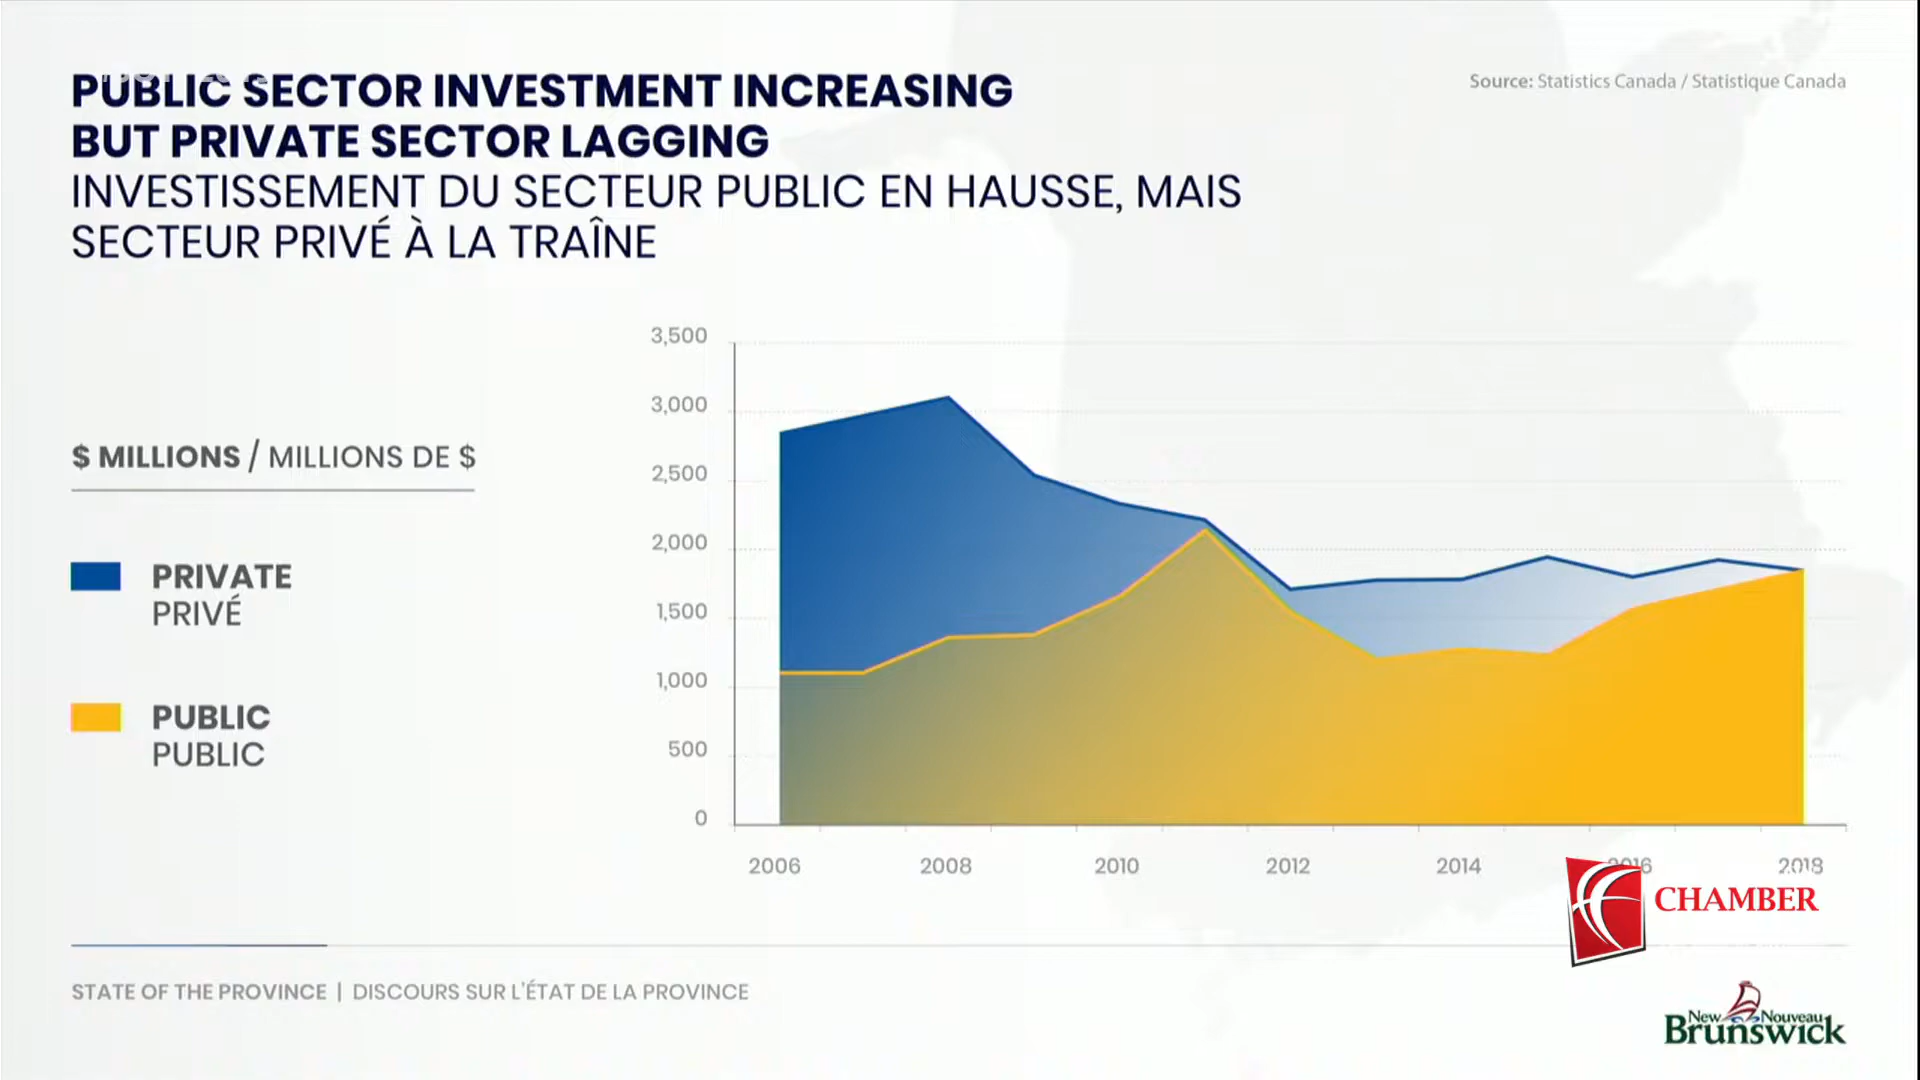 PUBLIC SECTOR INVESTMENT INCREASING
BUT PRIVATE SECTOR LAGGING
INVESTISSEMENT DU SECTEUR PUBLIC EN HAUSSE, MAIS
SECTEUR PRIVÉ À LA TRAÎNE
Source: Statistics Canada / Statistique Canada
$ MILLIONS / MILLIONS DE $
PRIVATE
PRIVÉ
PUBLIC
PUBLIC
3,500
3,000
2,500
2,000
1,500
1,000
500
0
2006 2008 2010 2012 2014 2016 2018
CHAMBER
STATE OF THE PROVINCE | DISCOURS SUR L'ÉTAT DE LA PROVINCE
New Nouveau
Brunswick